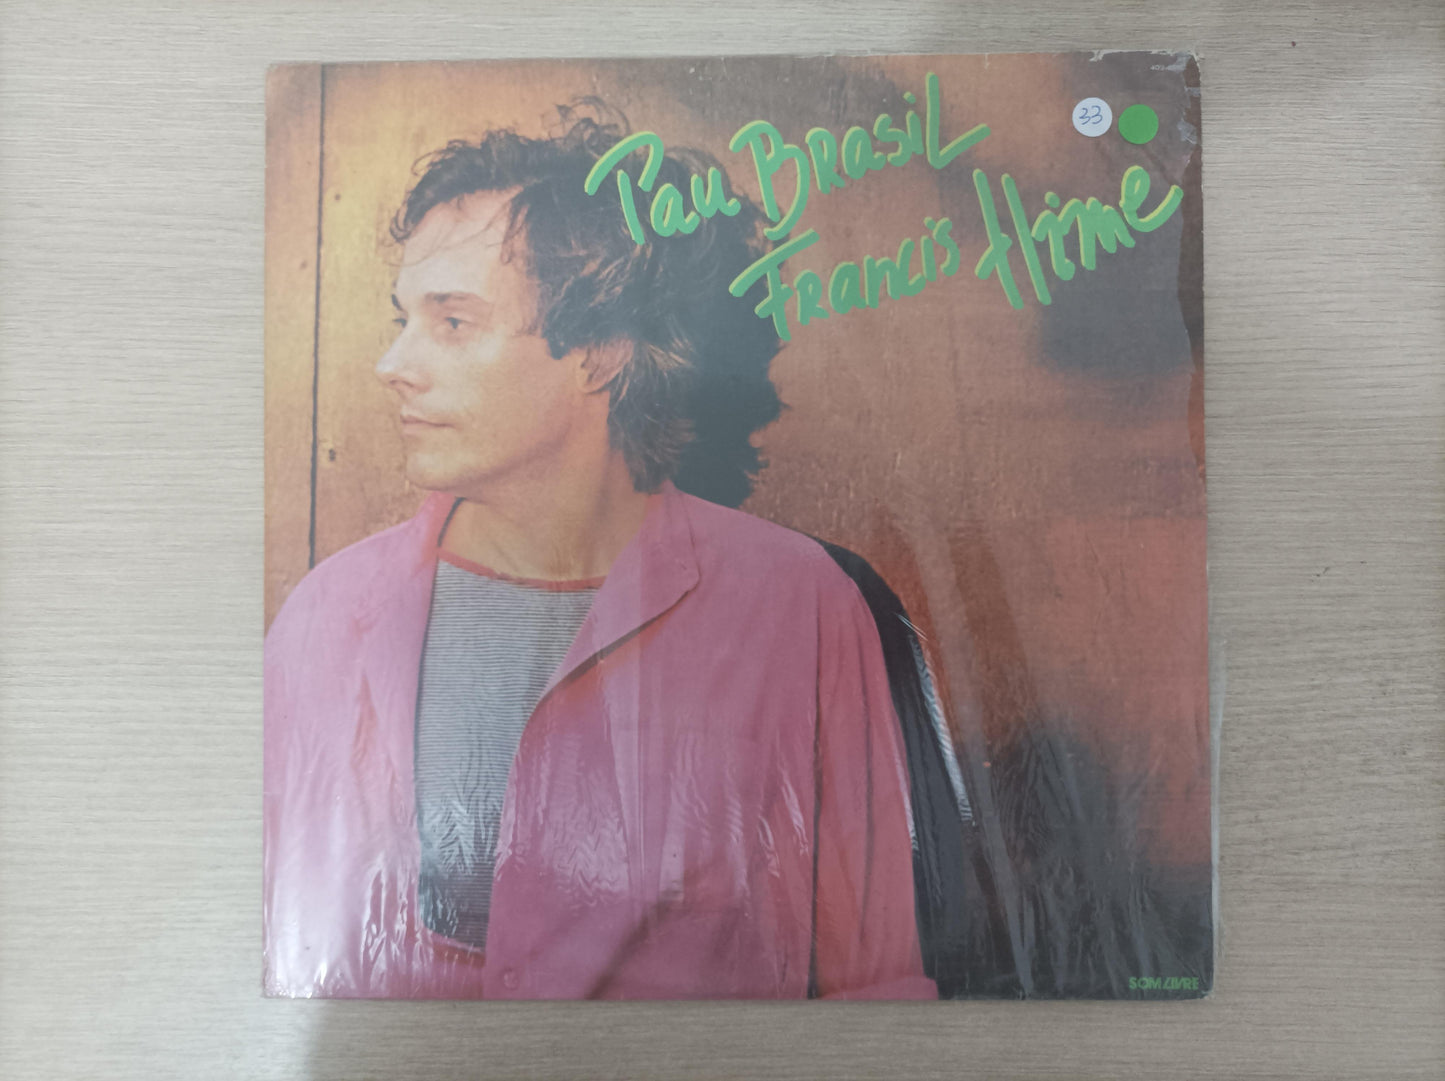 Pau Brasil
Francis Hime
33
SOM LIVRE